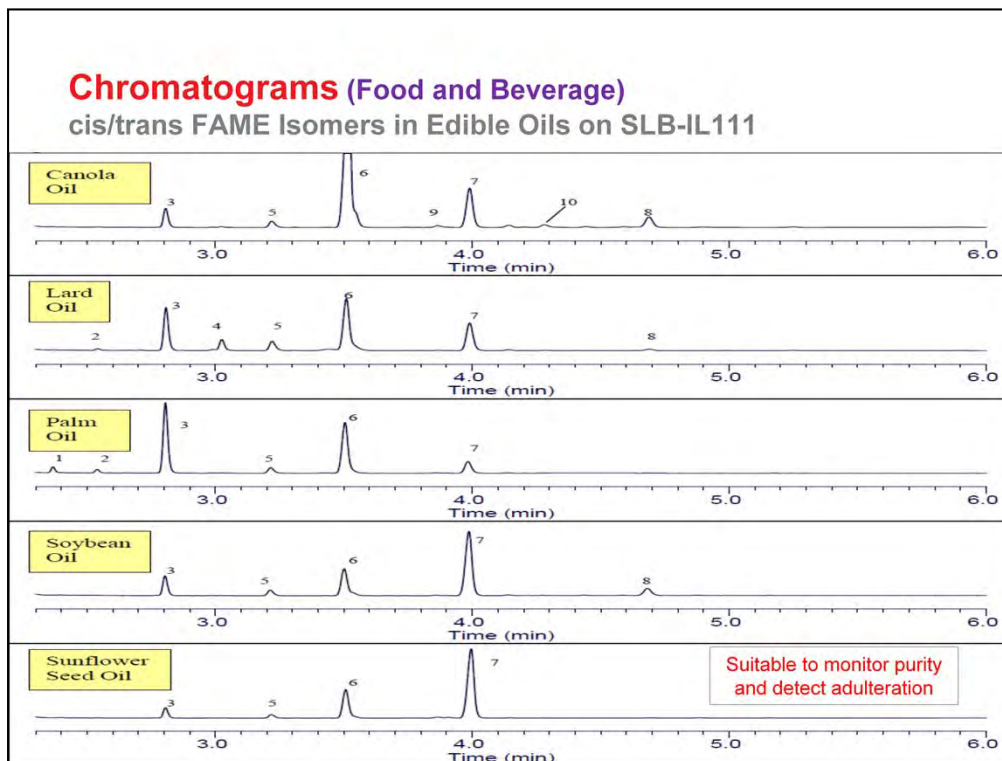 Chromatograms (Food and Beverage)
cis/trans FAME Isomers in Edible Oils on SLB-IL111
Canola
Oil
3
5
6
9
7
10
8
3.0 4.0 5.0 6.0
Time (min)
Lard
Oil
2
3
4
5
6
7
8
3.0 4.0 5.0 6.0
Time (min)
Palm
Oil
1
2
3
5
6
7
3.0 4.0 5.0 6.0
Time (min)
Soybean
Oil
3
5
6
7
8
3.0 4.0 5.0 6.0
Time (min)
Sunflower
Seed Oil
3
5
6
7
Suitable to monitor purity
and detect adulteration
3.0 4.0 5.0 6.0
Time (min)